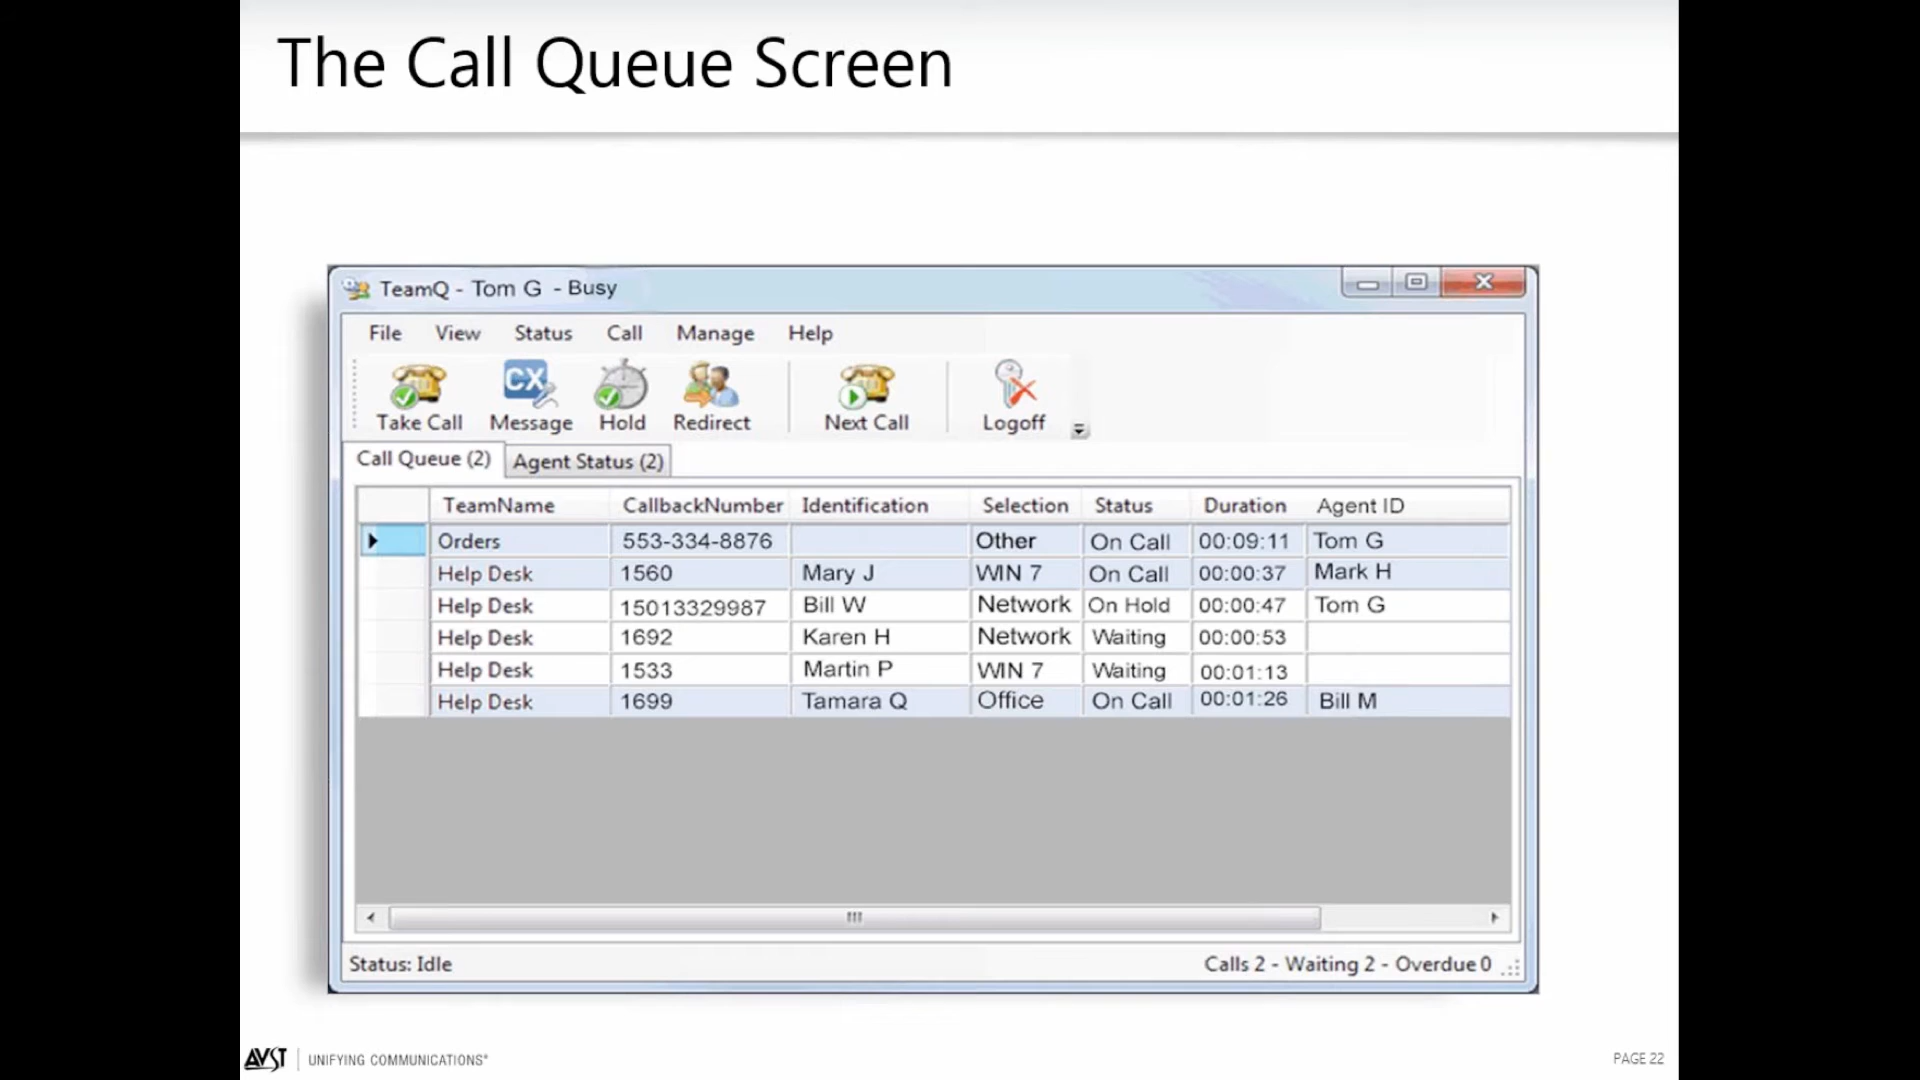 The Call Queue Screen
TeamQ - Tom G - Busy
File View Status Call Manage Help
CX
Take Call Message Hold Redirect Next Call Logoff
Call Queue (2) Agent Status (2)
TeamName CallbackNumber Identification Selection Status Duration Agent ID
Orders 553-334-8876 Other On Call 00:09:11 Tom G
Help Desk 1560 Mary J WIN 7 On Call 00:00:37 Mark H
Help Desk 15013329987 Bill W Network On Hold 00:00:47 Tom G
Help Desk 1692 Karen H Network Waiting 00:00:53
Help Desk 1533 Martin P WIN 7 Waiting 00:01:13
Help Desk 1699 Tamara Q Office On Call 00:01:26 Bill M
Status: Idle Calls 2 - Waiting 2 - Overdue 0
AVST UNIFYING COMMUNICATIONS® PAGE 22